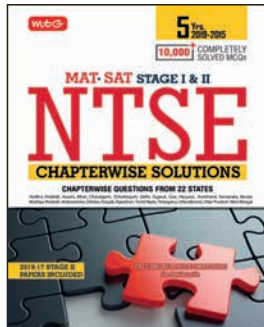 mtG
5 Yrs.
2019-2015
10,000+ COMPLETELY
SOLVED MCQs
MAT• SAT STAGE I & II
NTSE
CHAPTERWISE SOLUTIONS
CHAPTERWISE QUESTIONS FROM 22 STATES
2019-17 STAGE II
PAPERS INCLUDED